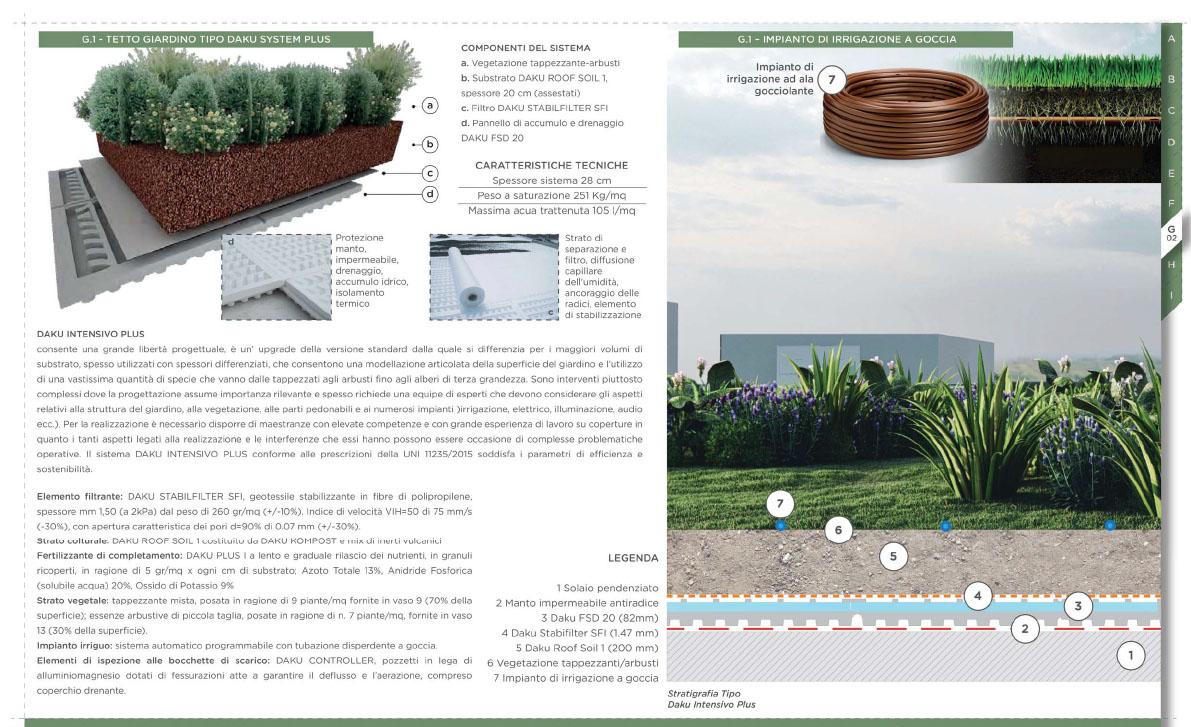 G.1 - TETTO GIARDINO TIPO DAKU SYSTEM PLUS
a
b
c
d
COMPONENTI DEL SISTEMA
a. Vegetazione tappezzante-arbusti
b. Substrato DAKU ROOF SOIL 1,
spessore 20 cm (assestati)
c. Filtro DAKU STABILFILTER SFI
d. Pannello di accumulo e drenaggio
DAKU FSD 20
CARATTERISTICHE TECNICHE
Spessore sistema 28 cm
Peso a saturazione 251 Kg/mq
Massima acua trattenuta 105 l/mq
d
Protezione
manto,
impermeabile,
drenaggio,
accumulo idrico,
isolamento
termico
c
Strato di
separazione e
filtro, diffusione
capillare
dell'umidità,
ancoraggio delle
radici, elemento
di stabilizzazione
DAKU INTENSIVO PLUS
consente una grande libertà progettuale, è un' upgrade della versione standard dalla quale si differenzia per i maggiori volumi di
substrato, spesso utilizzati con spessori differenziati, che consentono una modellazione articolata della superficie del giardino e l'utilizzo
di una vastissima quantità di specie che vanno dalle tappezzati agli arbusti fino agli alberi di terza grandezza. Sono interventi piuttosto
complessi dove la progettazione assume importanza rilevante e spesso richiede una equipe di esperti che devono considerare gli aspetti
relativi alla struttura del giardino, alla vegetazione, alle parti pedonabili e ai numerosi impianti )irrigazione, elettrico, illuminazione, audio
ecc.). Per la realizzazione è necessario disporre di maestranze con elevate competenze e con grande esperienza di lavoro su coperture in
quanto i tanti aspetti legati alla realizzazione e le interferenze che essi hanno possono essere occasione di complesse problematiche
operative. Il sistema DAKU INTENSIVO PLUS conforme alle prescrizioni della UNI 11235/2015 soddisfa i parametri di efficienza e
sostenibilità.
Elemento filtrante: DAKU STABILFILTER SFI, geotessile stabilizzante in fibre di polipropilene,
spessore mm 1,50 (a 2kPa) dal peso di 260 gr/mq (+/-10%). Indice di velocità VIH=50 di 75 mm/s
(-30%), con apertura caratteristica dei pori d=90% di 0.07 mm (+/-30%).
Strato colturale: DAKU ROOF SOIL 1 costituito da DAKU KOMPOST e mix di inerti vulcanici
Fertilizzante di completamento: DAKU PLUS I a lento e graduale rilascio dei nutrienti, in granuli
ricoperti, in ragione di 5 gr/mq x ogni cm di substrato; Azoto Totale 13%, Anidride Fosforica
(solubile acqua) 20%, Ossido di Potassio 9%
Strato vegetale: tappezzante mista, posata in ragione di 9 piante/mq fornite in vaso 9 (70% della
superficie); essenze arbustive di piccola taglia, posate in ragione di n. 7 piante/mq, fornite in vaso
13 (30% della superficie).
Impianto irriguo: sistema automatico programmabile con tubazione disperdente a goccia.
Elementi di ispezione alle bocchette di scarico: DAKU CONTROLLER, pozzetti in lega di
alluminiomagnesio dotati di fessurazioni atte a garantire il deflusso e l'aerazione, compreso
coperchio drenante.
LEGENDA
1 Solaio pendenziato
2 Manto impermeabile antiradice
3 Daku FSD 20 (82mm)
4 Daku Stabifilter SFI (1.47 mm)
5 Daku Roof Soil 1 (200 mm)
6 Vegetazione tappezzanti/arbusti
7 Impianto di irrigazione a goccia
G.1 - IMPIANTO DI IRRIGAZIONE A GOCCIA
Impianto di
irrigazione ad ala
gocciolante
7
7
6
5
4
3
2
1
Stratigrafia Tipo
Daku Intensivo Plus
A
B
C
D
E
F
G
02
H
I